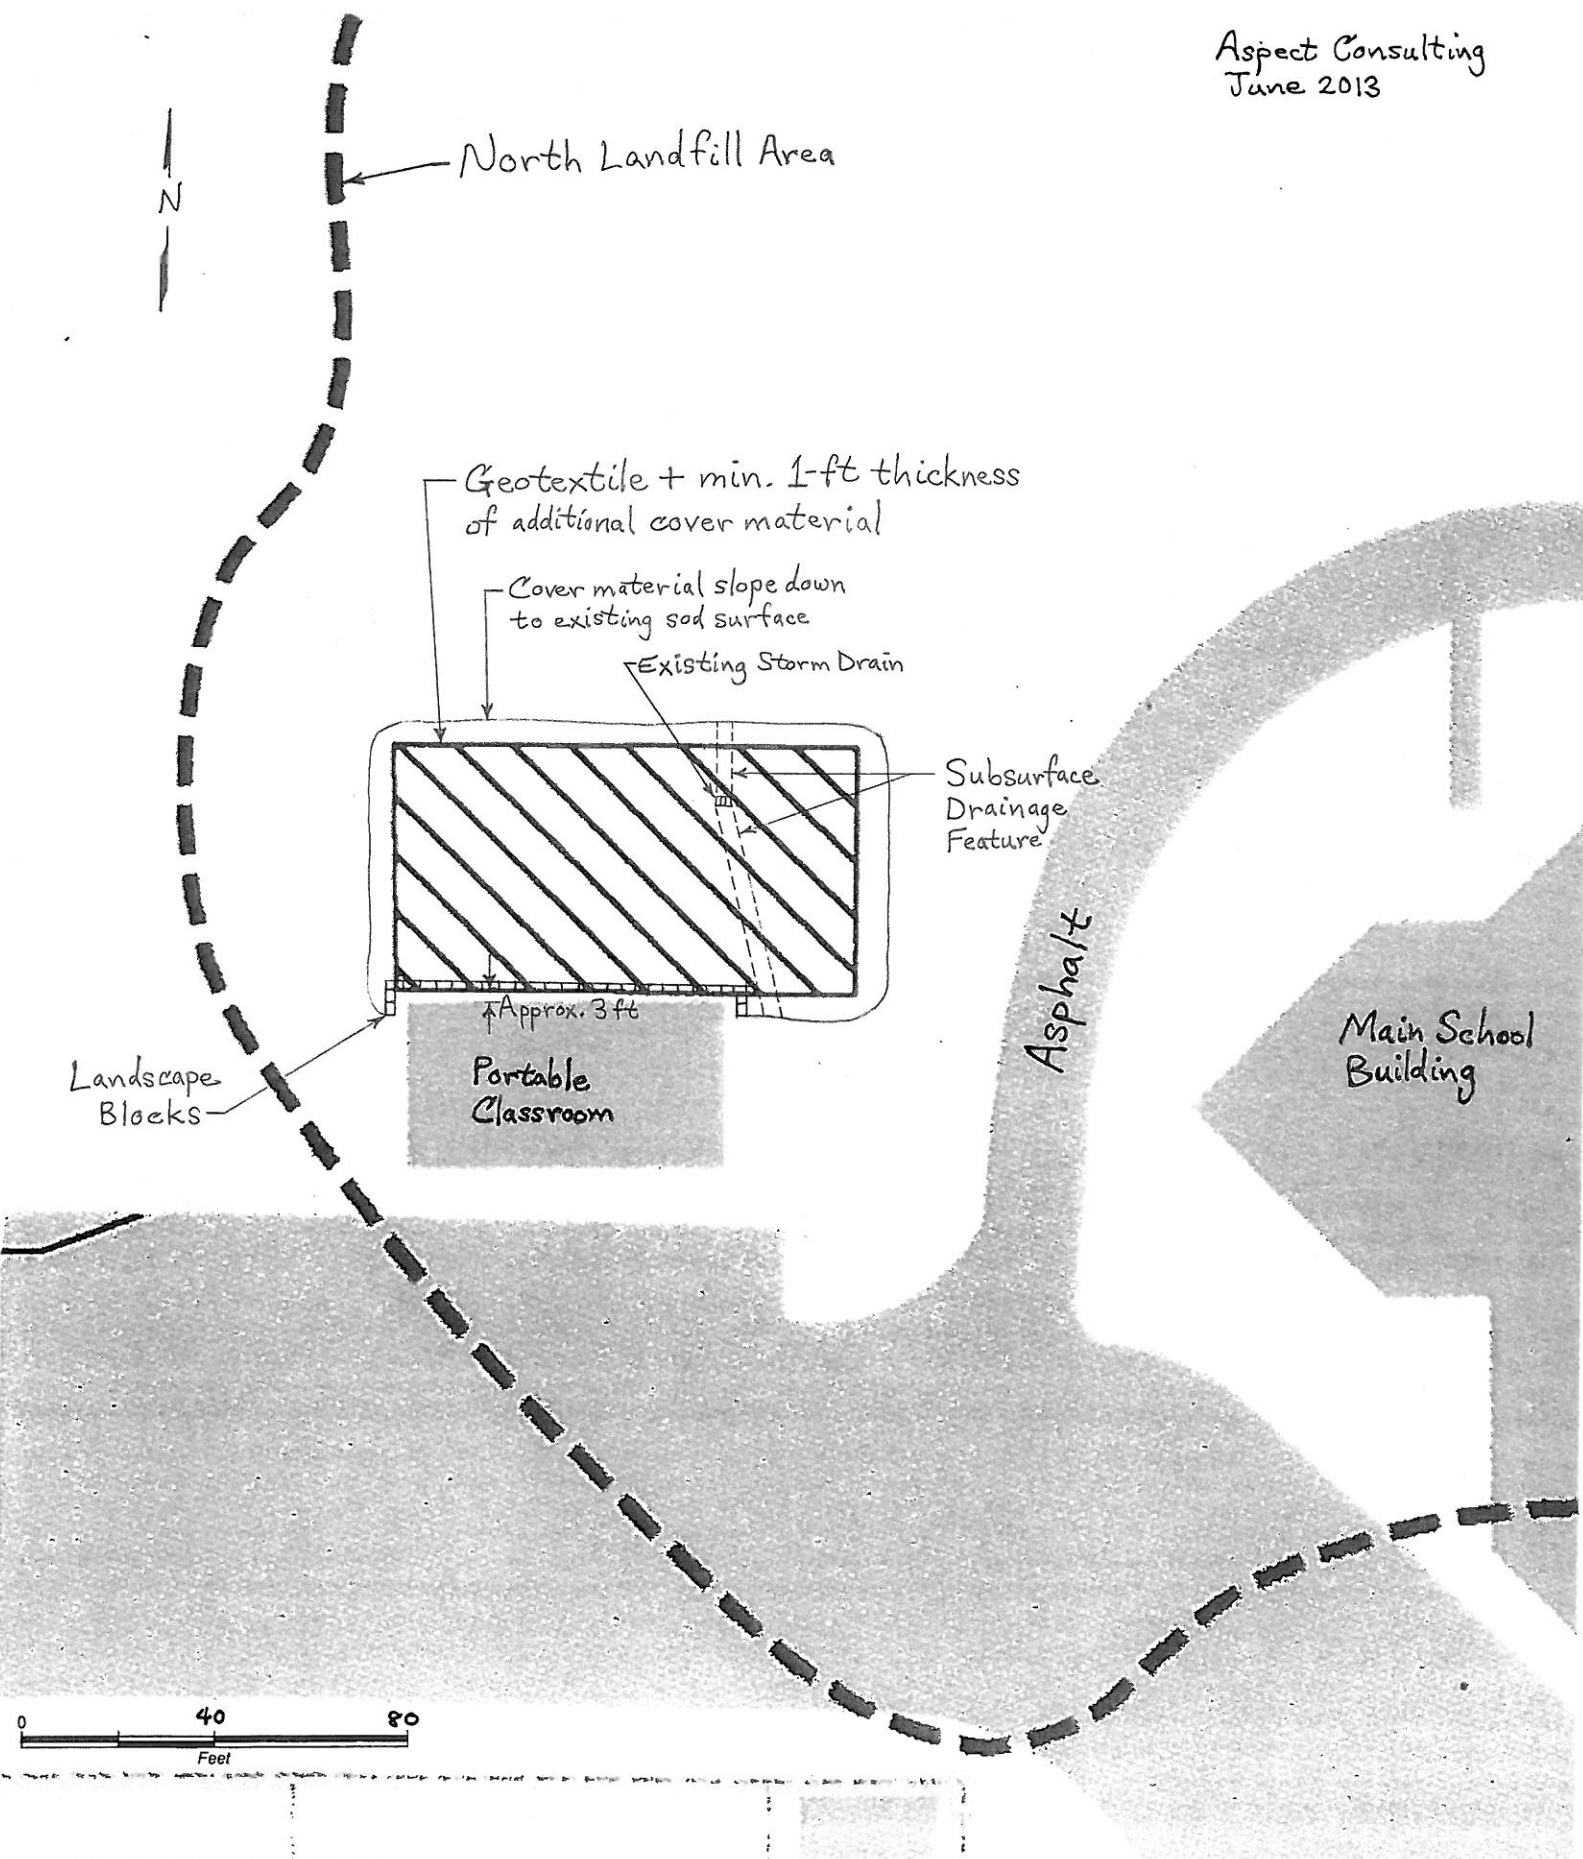 Aspect Consulting
June 2013
North Landfill Area
N
Geotextile + min. 1-ft thickness
of additional cover material
Cover material slope down
to existing sod surface
Existing Storm Drain
Subsurface
Drainage
Feature
Asphalt
Approx. 3 ft
Main School
Building
Landscape
Blocks
Portable
Classroom
0 40 80
Feet